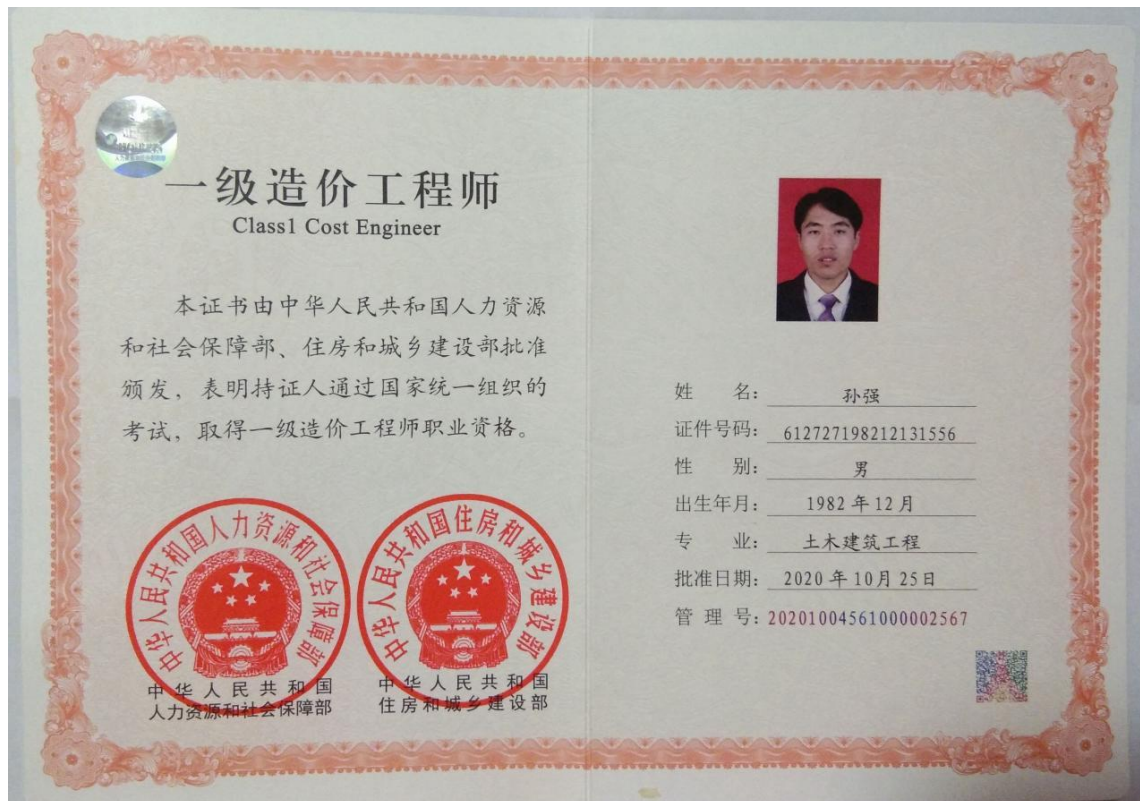 一级造价工程师
Class1 Cost Engineer
本证书由中华人民共和国人力资源
和社会保障部、住房和城乡建设部批准
颁发，表明持证人通过国家统一组织的
考试，取得一级造价工程师职业资格。
中华人民共和国人力资源和社会保障部
中华人民共和国住房和城乡建设部
中华人民共和国
人力资源和社会保障部
中华人民共和国
住房和城乡建设部
姓 名：孙强
证件号码：612727198212131556
性 别：男
出生年月：1982年12月
专 业：土木建筑工程
批准日期：2020年10月25日
管 理 号：20201004561000002567